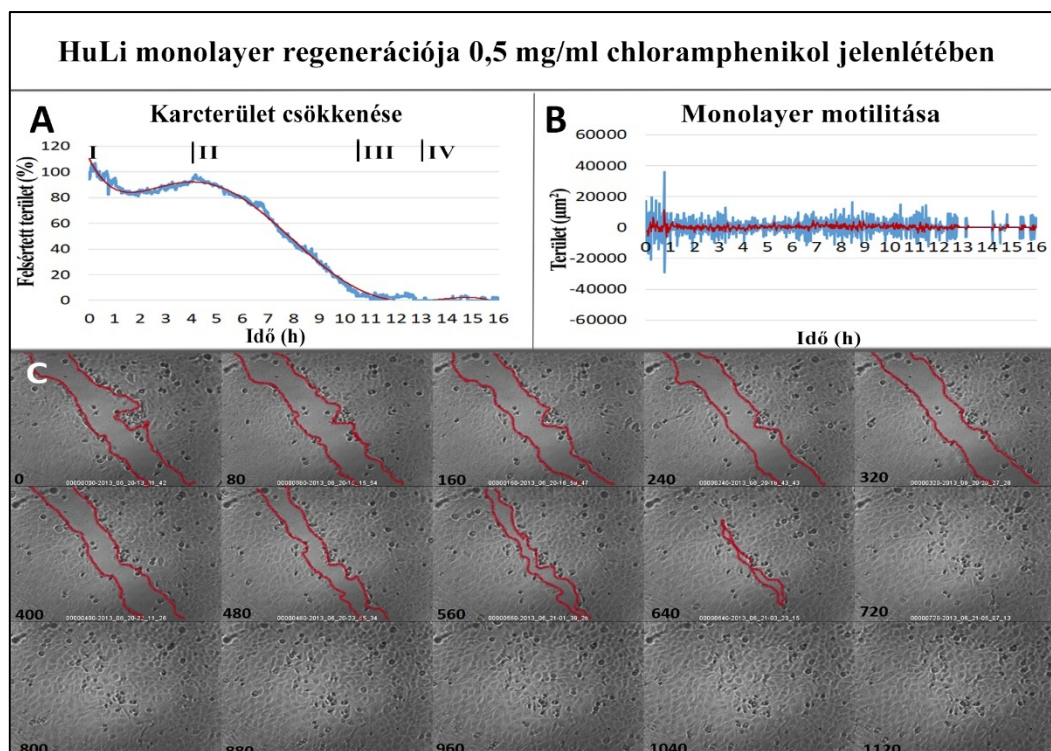 HuLi monolayer regenerációja 0,5 mg/ml chloramphenikol jelenlétében
A
Karcterület csökkenése
Felsértett terület (%)
120
100
80
60
40
20
0
I
II
III
IV
0 1 2 3 4 5 6 7 8 9 10 11 12 13 14 15 16
Idő (h)
B
Monolayer motilitása
Terület (µm²)
60000
40000
20000
0
-20000
-40000
-60000
0 1 2 3 4 5 6 7 8 9 10 11 12 13 14 15 16
Idő (h)
C
0
80
160
240
320
400
480
560
640
720
800
880
960
1040
1120